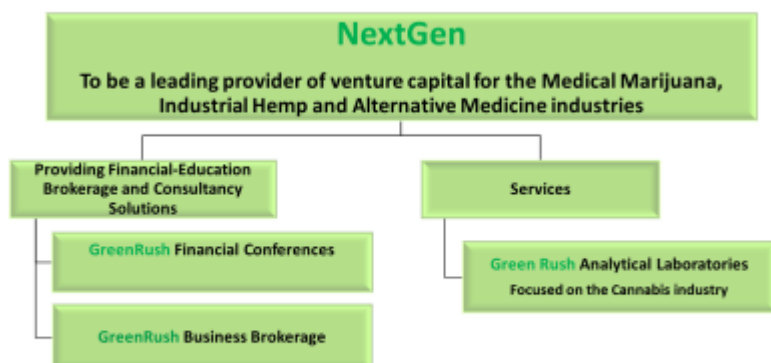 NextGen
To be a leading provider of venture capital for the Medical Marijuana,
Industrial Hemp and Alternative Medicine industries
Providing Financial-Education
Brokerage and Consultancy
Solutions
Services
GreenRush Financial Conferences
Green Rush Analytical Laboratories
Focused on the Cannabis industry
GreenRush Business Brokerage